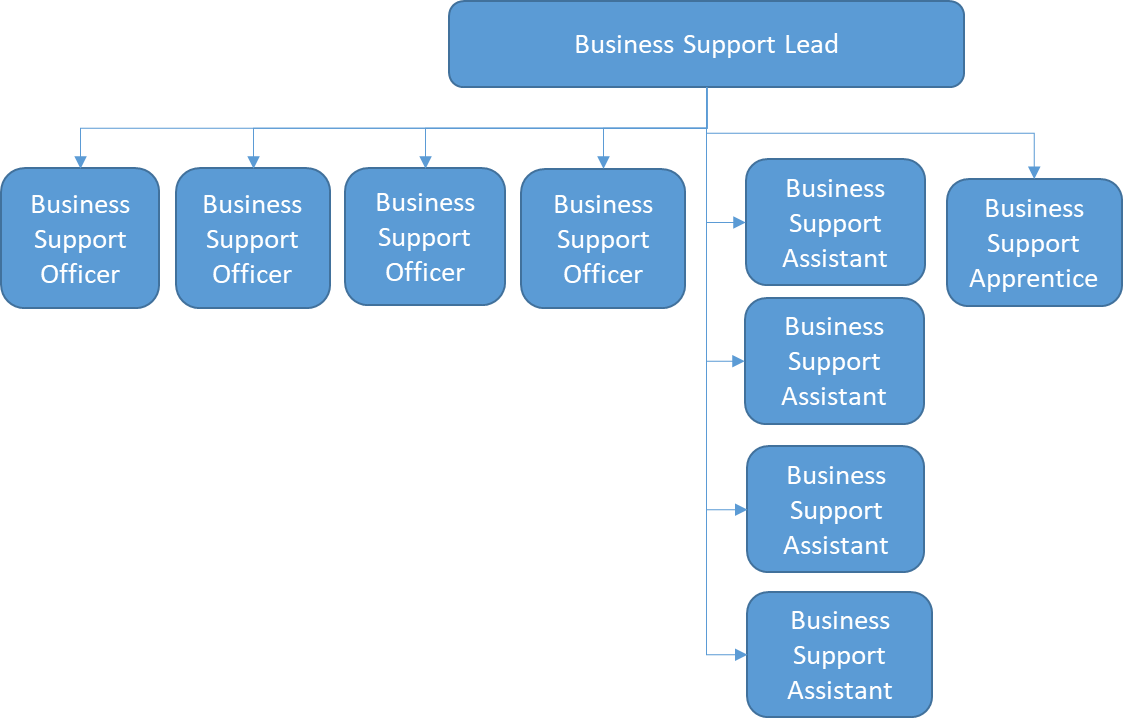 Business Support Lead
Business
Support
Officer
Business
Support
Officer
Business
Support
Officer
Business
Support
Officer
Business
Support
Assistant
Business
Support
Apprentice
Business
Support
Assistant
Business
Support
Assistant
Business
Support
Assistant